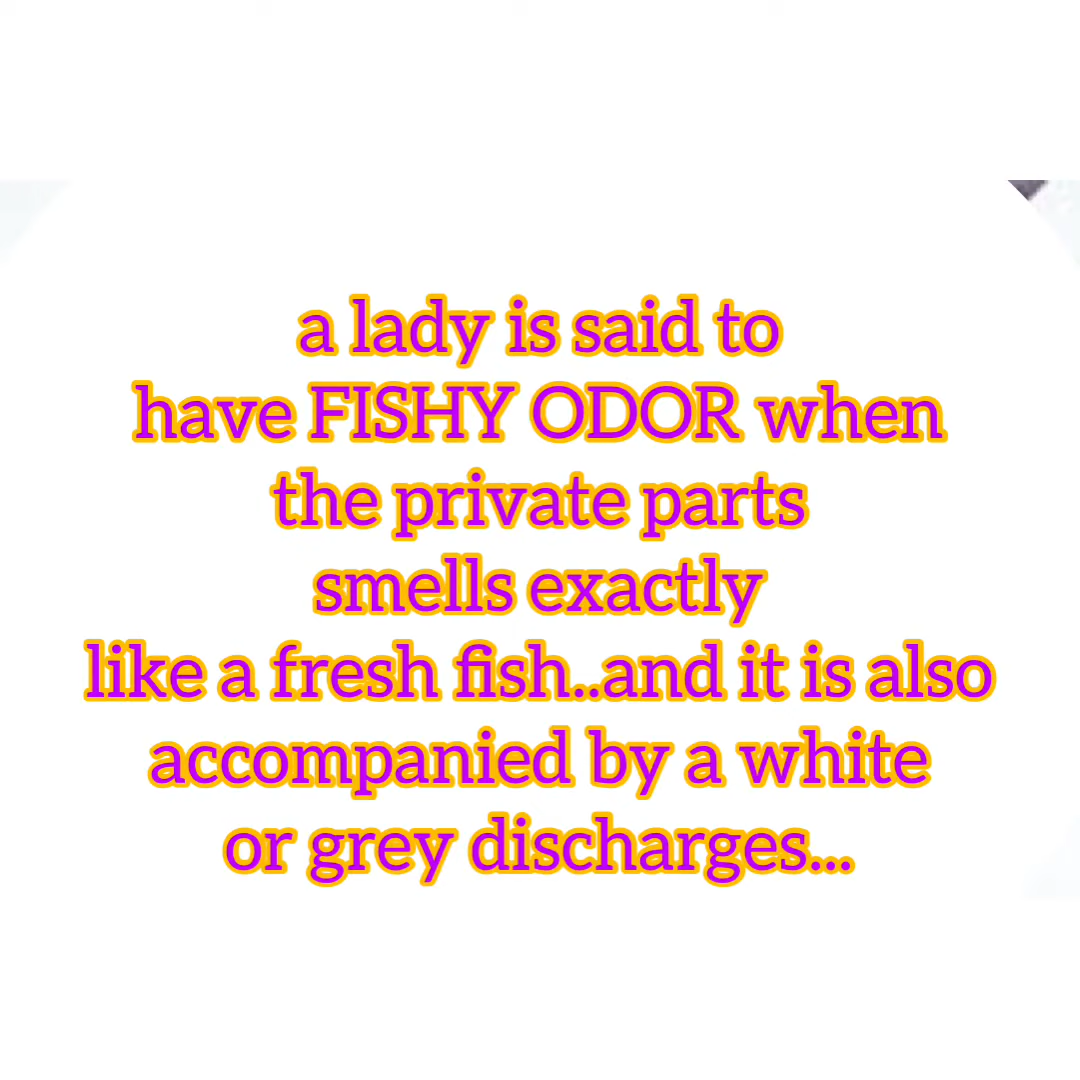 a lady is said to
have FISHY ODOR when
the private parts
smells exactly
like a fresh fish..and it is also
accompanied by a white
or grey discharges...